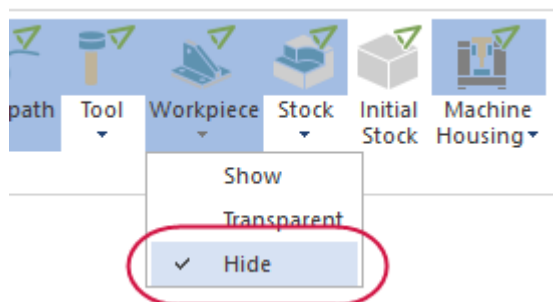 path Tool Workpiece Stock Initial Stock Machine Housing
Show
Transparent
Hide